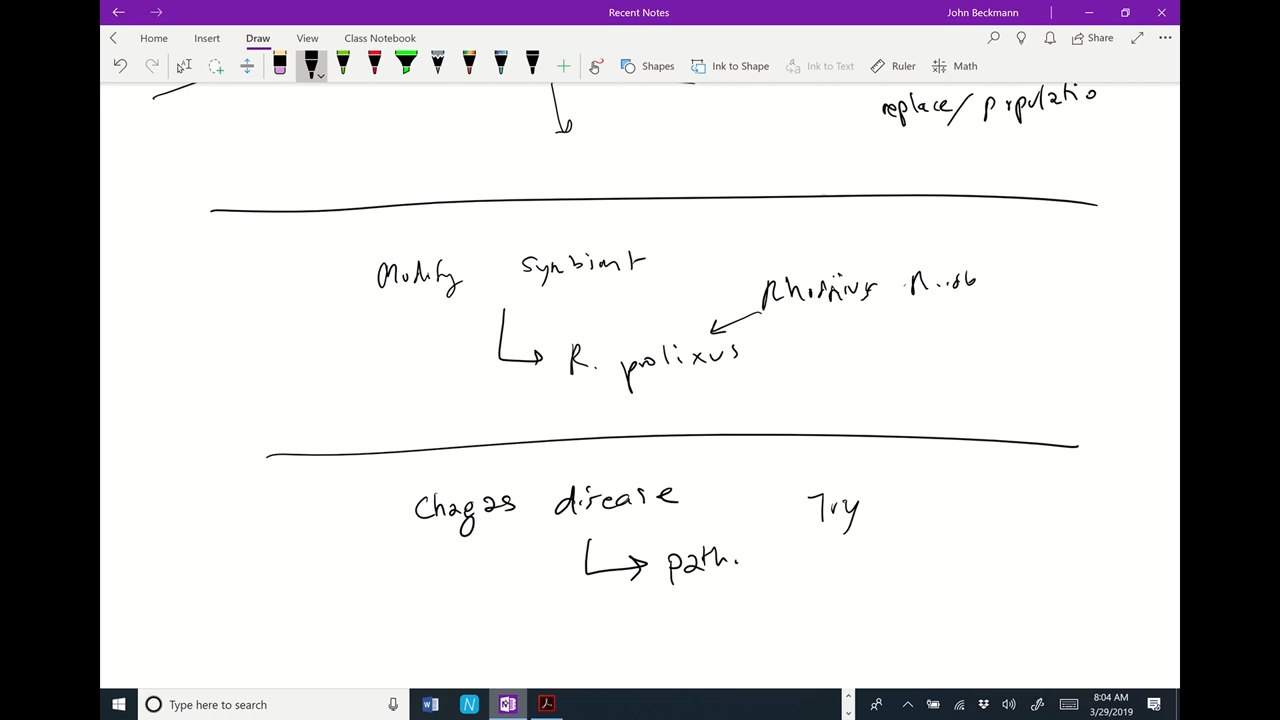 Recent Notes
John Beckmann
Home Insert Draw View Class Notebook
Share
Shapes Ink to Shape Ink to Text Ruler Math
replace/ populatio
Modify symbiont
Rhodnius
R. prolixus
Chagas disease Try
path.
Type here to search
8:04 AM
3/29/2019